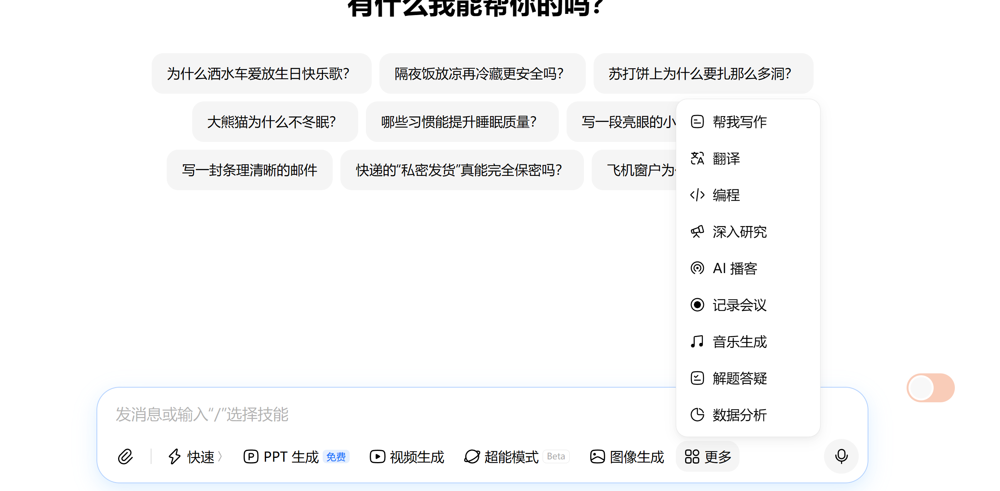 有什么我能帮你的吗?
为什么洒水车爱放生日快乐歌?
隔夜饭放凉再冷藏更安全吗?
苏打饼上为什么要扎那么多洞?
大熊猫为什么不冬眠?
哪些习惯能提升睡眠质量?
写一段亮眼的小
写一封条理清晰的邮件
快递的“私密发货”真能完全保密吗?
飞机窗户为
帮我写作
翻译
编程
深入研究
AI 播客
记录会议
音乐生成
解题答疑
数据分析
发消息或输入“/”选择技能
快速
PPT 生成 免费
视频生成
超能模式 Beta
图像生成
更多